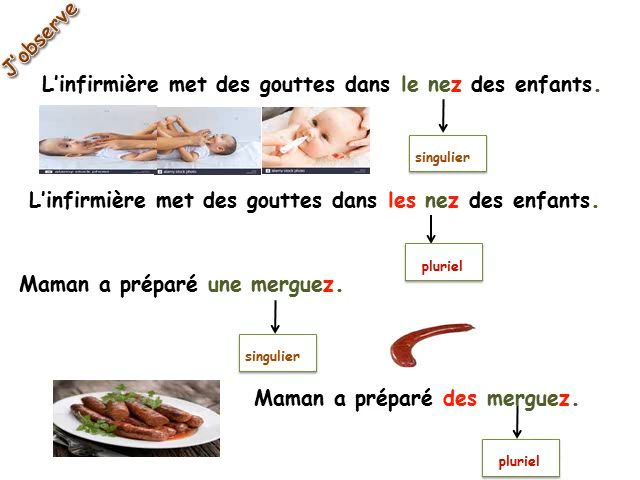 J'observe
L'infirmière met des gouttes dans le nez des enfants.
singulier
L'infirmière met des gouttes dans les nez des enfants.
pluriel
Maman a préparé une merguez.
singulier
Maman a préparé des merguez.
pluriel